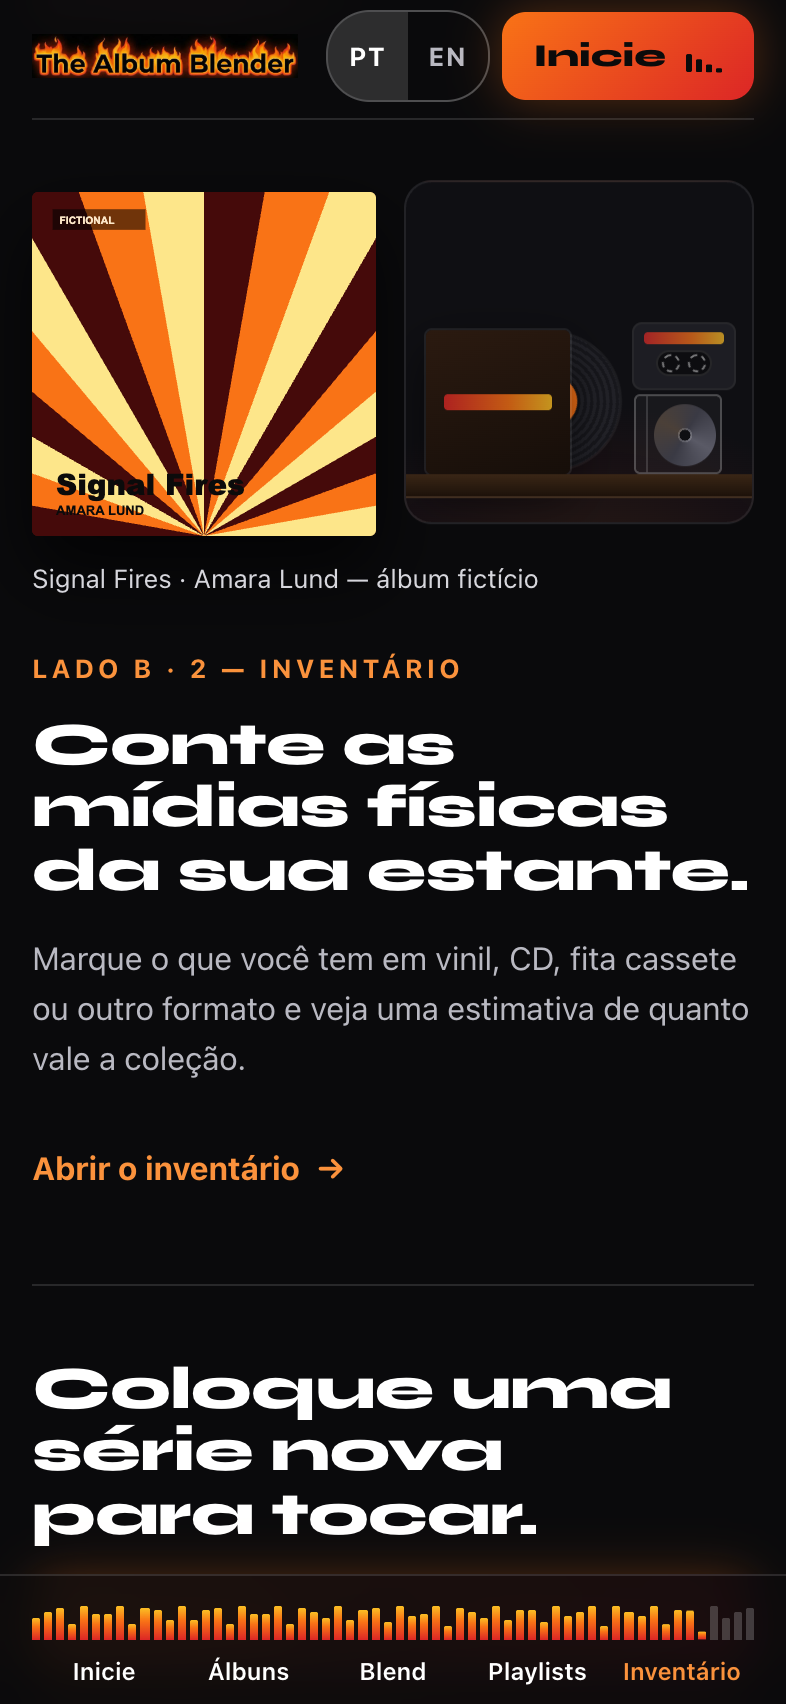 The Album Blender
PT
EN
Inicie
FICTIONAL
Signal Fires
AMARA LUND
Signal Fires · Amara Lund — álbum fictício
LADO B · 2 — INVENTÁRIO
Conte as
mídias físicas
da sua estante.
Marque o que você tem em vinil, CD, fita cassete
ou outro formato e veja uma estimativa de quanto
vale a coleção.
Abrir o inventário →
Coloque uma
série nova
para tocar.
Inicie
Álbuns
Blend
Playlists
Inventário